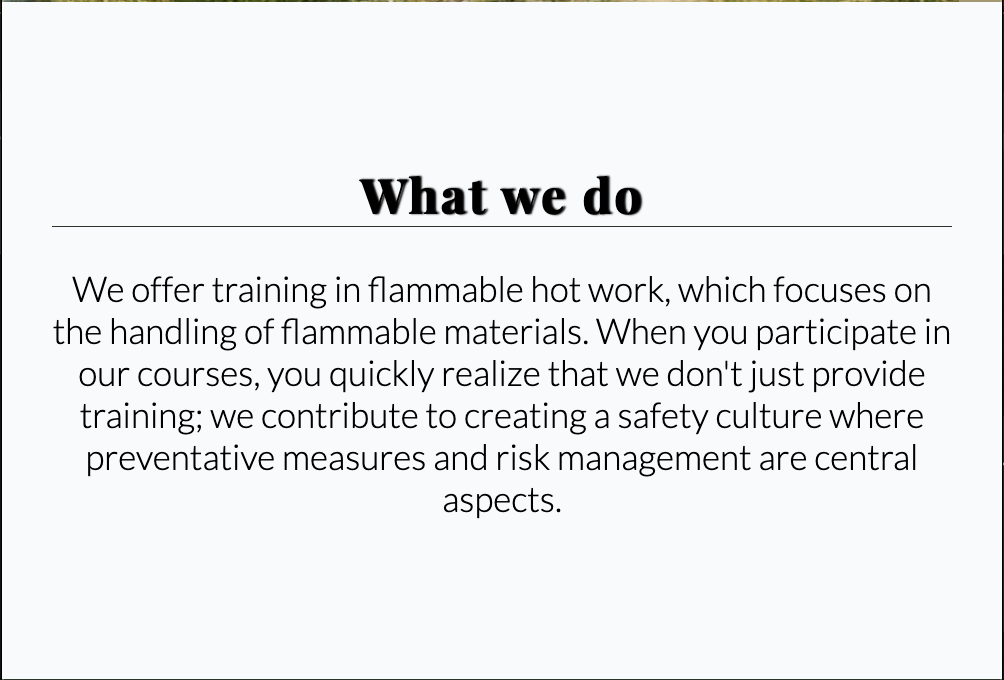 What we do
We offer training in flammable hot work, which focuses on
the handling of flammable materials. When you participate in
our courses, you quickly realize that we don't just provide
training; we contribute to creating a safety culture where
preventative measures and risk management are central
aspects.